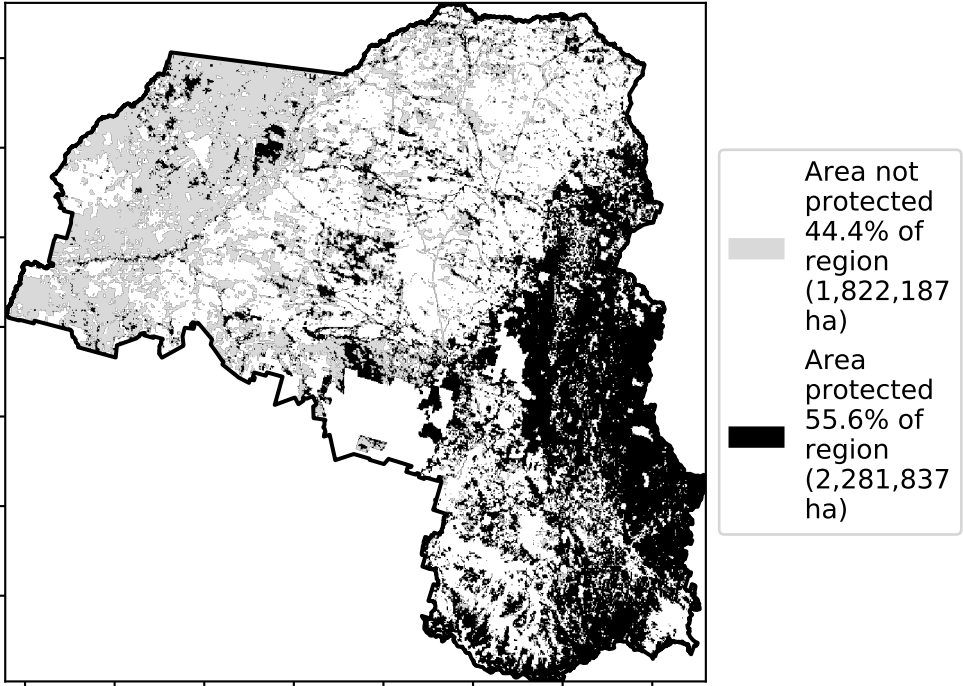 Area not
protected
44.4% of
region
(1,822,187
ha)
Area
protected
55.6% of
region
(2,281,837
ha)